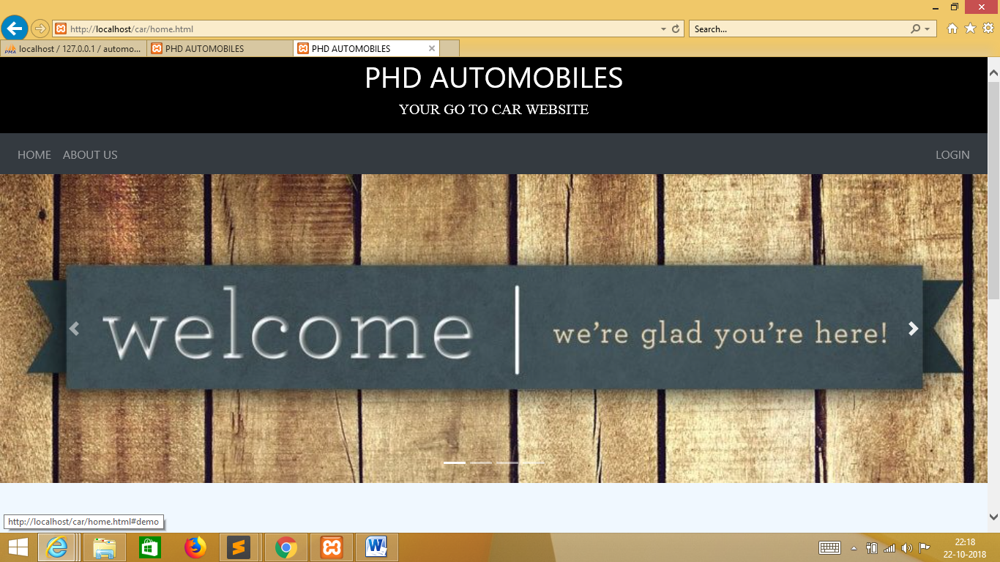 http://localhost/car/home.html
Search...
localhost / 127.0.0.1 / automo...
PHD AUTOMOBILES
PHD AUTOMOBILES
PHD AUTOMOBILES
YOUR GO TO CAR WEBSITE
HOME ABOUT US LOGIN
welcome | we're glad you're here!
http://localhost/car/home.html#demo
22:18
22-10-2018